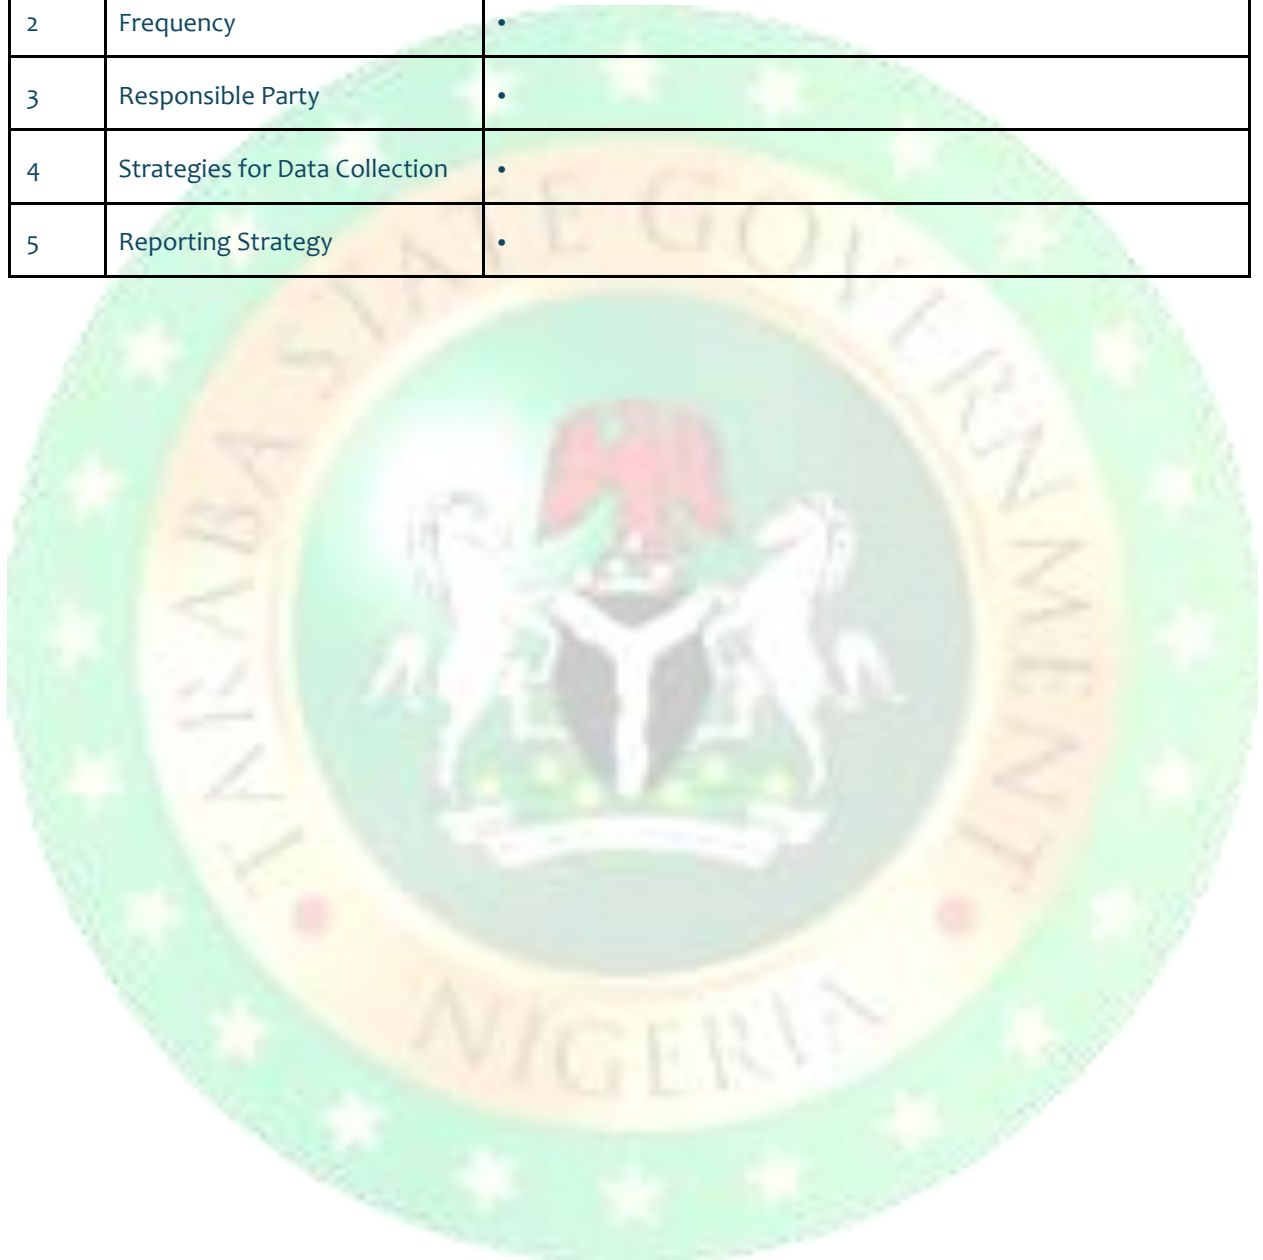 2 Frequency •
3 Responsible Party •
4 Strategies for Data Collection •
5 Reporting Strategy •
TARABA STATE GOVERNMENT
NIGERIA